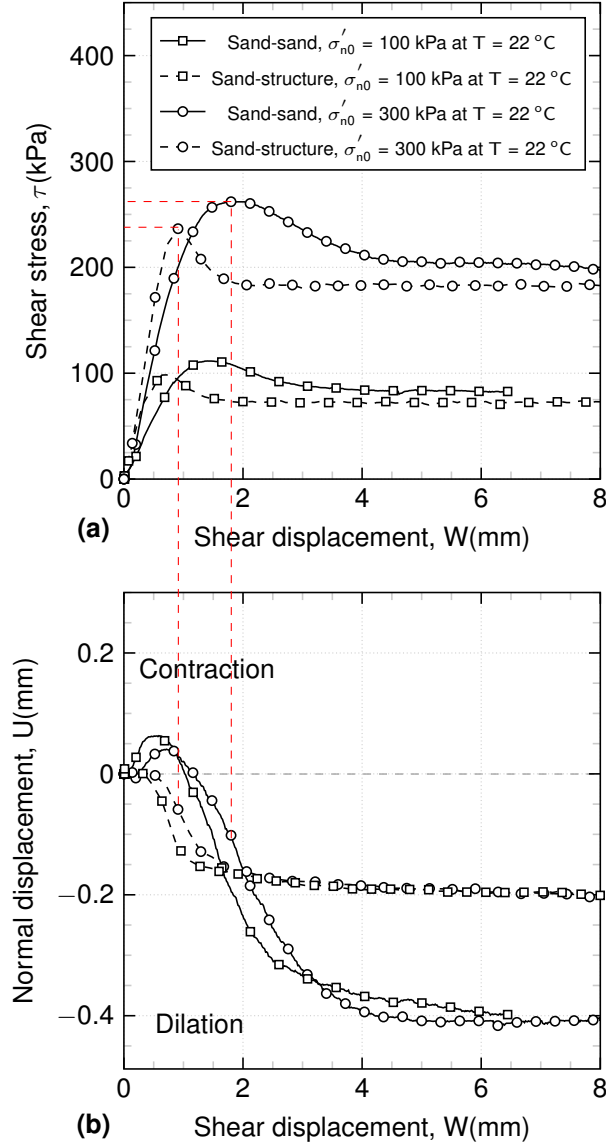 Sand-sand, σ′n0 = 100 kPa at T = 22 °C
Sand-structure, σ′n0 = 100 kPa at T = 22 °C
Sand-sand, σ′n0 = 300 kPa at T = 22 °C
Sand-structure, σ′n0 = 300 kPa at T = 22 °C
400
300
200
100
0
Shear stress, τ(kPa)
0 2 4 6 8
(a)
Shear displacement, W(mm)
0.2
0
−0.2
−0.4
Normal displacement, U(mm)
Contraction
Dilation
0 2 4 6 8
(b)
Shear displacement, W(mm)